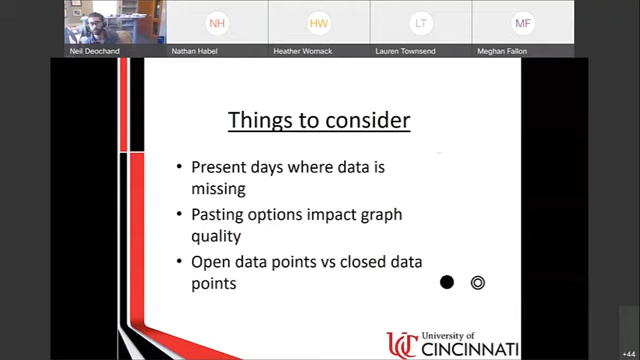 NH
HW
LT
MF
Neil Deochand
Nathan Habel
Heather Womack
Lauren Townsend
Meghan Fallon
Things to consider
• Present days where data is
missing
• Pasting options impact graph
quality
• Open data points vs closed data
points
UC
University of
CINCINNATI
+44